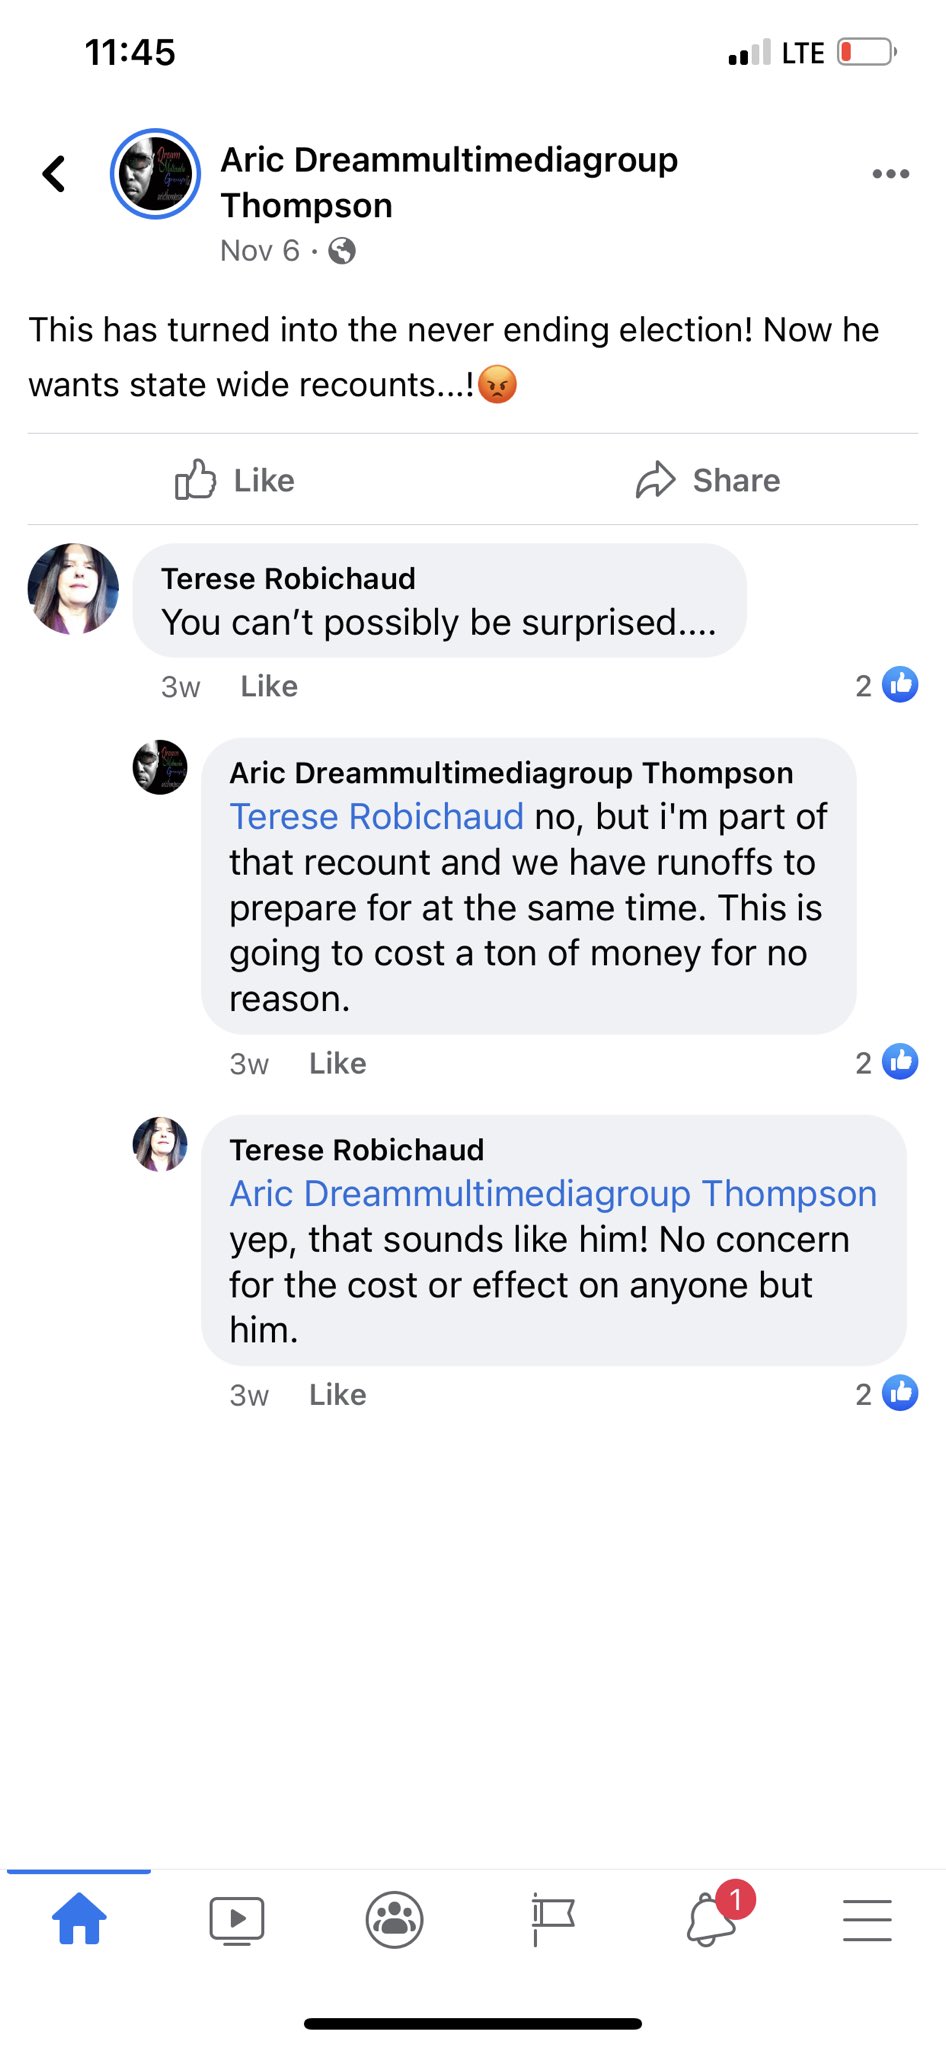 11:45
LTE
Aric Dreammultimediagroup
Thompson
Nov 6 ·
This has turned into the never ending election! Now he
wants state wide recounts...!😡
Like
Share
Terese Robichaud
You can’t possibly be surprised....
3w Like 2
Aric Dreammultimediagroup Thompson
Terese Robichaud no, but i'm part of
that recount and we have runoffs to
prepare for at the same time. This is
going to cost a ton of money for no
reason.
3w Like 2
Terese Robichaud
Aric Dreammultimediagroup Thompson
yep, that sounds like him! No concern
for the cost or effect on anyone but
him.
3w Like 2
1